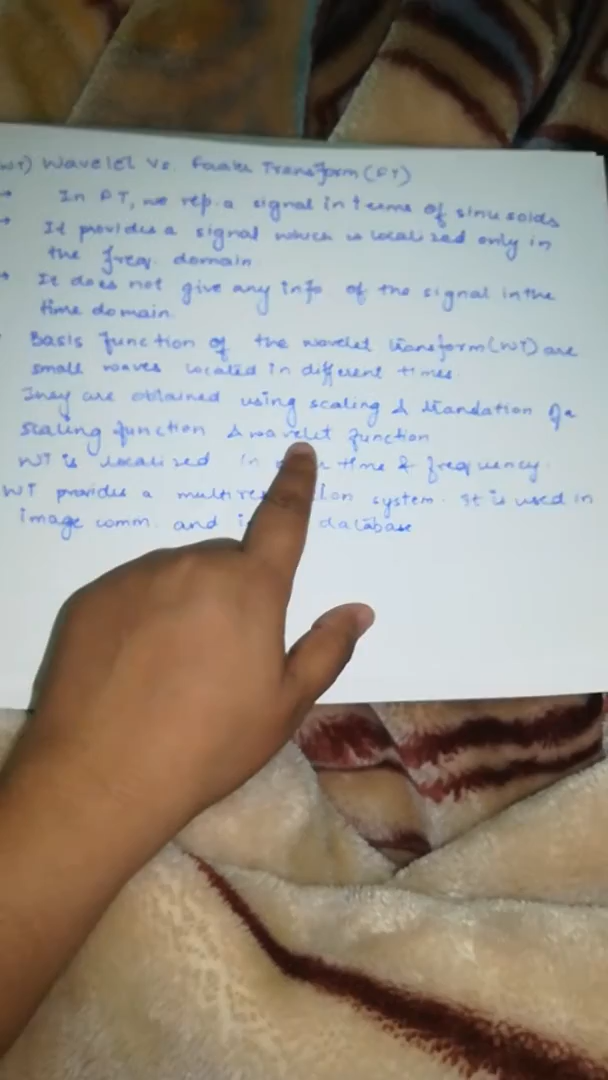 WT) Wavelet Vs. Fourier Transform (FT)
→ In FT, we rep. a signal in terms of sinusoids
→ It provides a signal which is localized only in
the freq. domain
→ It does not give any info of the signal in the
time domain.
Basis function of the wavelet transform (WT) are
small waves located in different times.
They are obtained using scaling & translation of a
scaling function & wavelet function
WT is localized in time & frequency.
WT provides a system. It is used in
image comm. and database